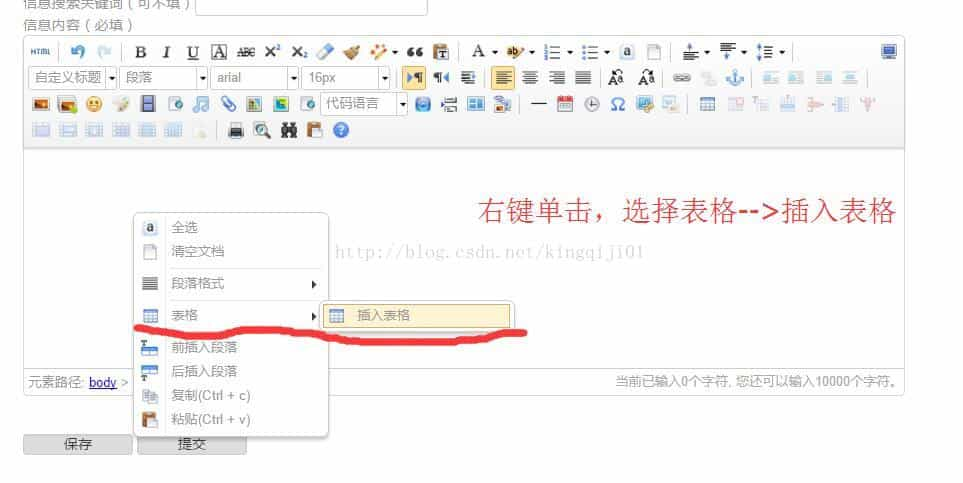 信息搜索关键词（可不填）
信息内容（必填）
HTML B I U A ABC X² X₂ A ab a
自定义标题 段落 arial 16px
代码语言
右键单击，选择表格-->插入表格
a 全选
清空文档
http://blog.csdn.net/kingqiji01
段落格式
表格 插入表格
前插入段落
后插入段落
元素路径: body > 当前已输入0个字符, 您还可以输入10000个字符。
复制(Ctrl + c)
粘贴(Ctrl + v)
保存 提交